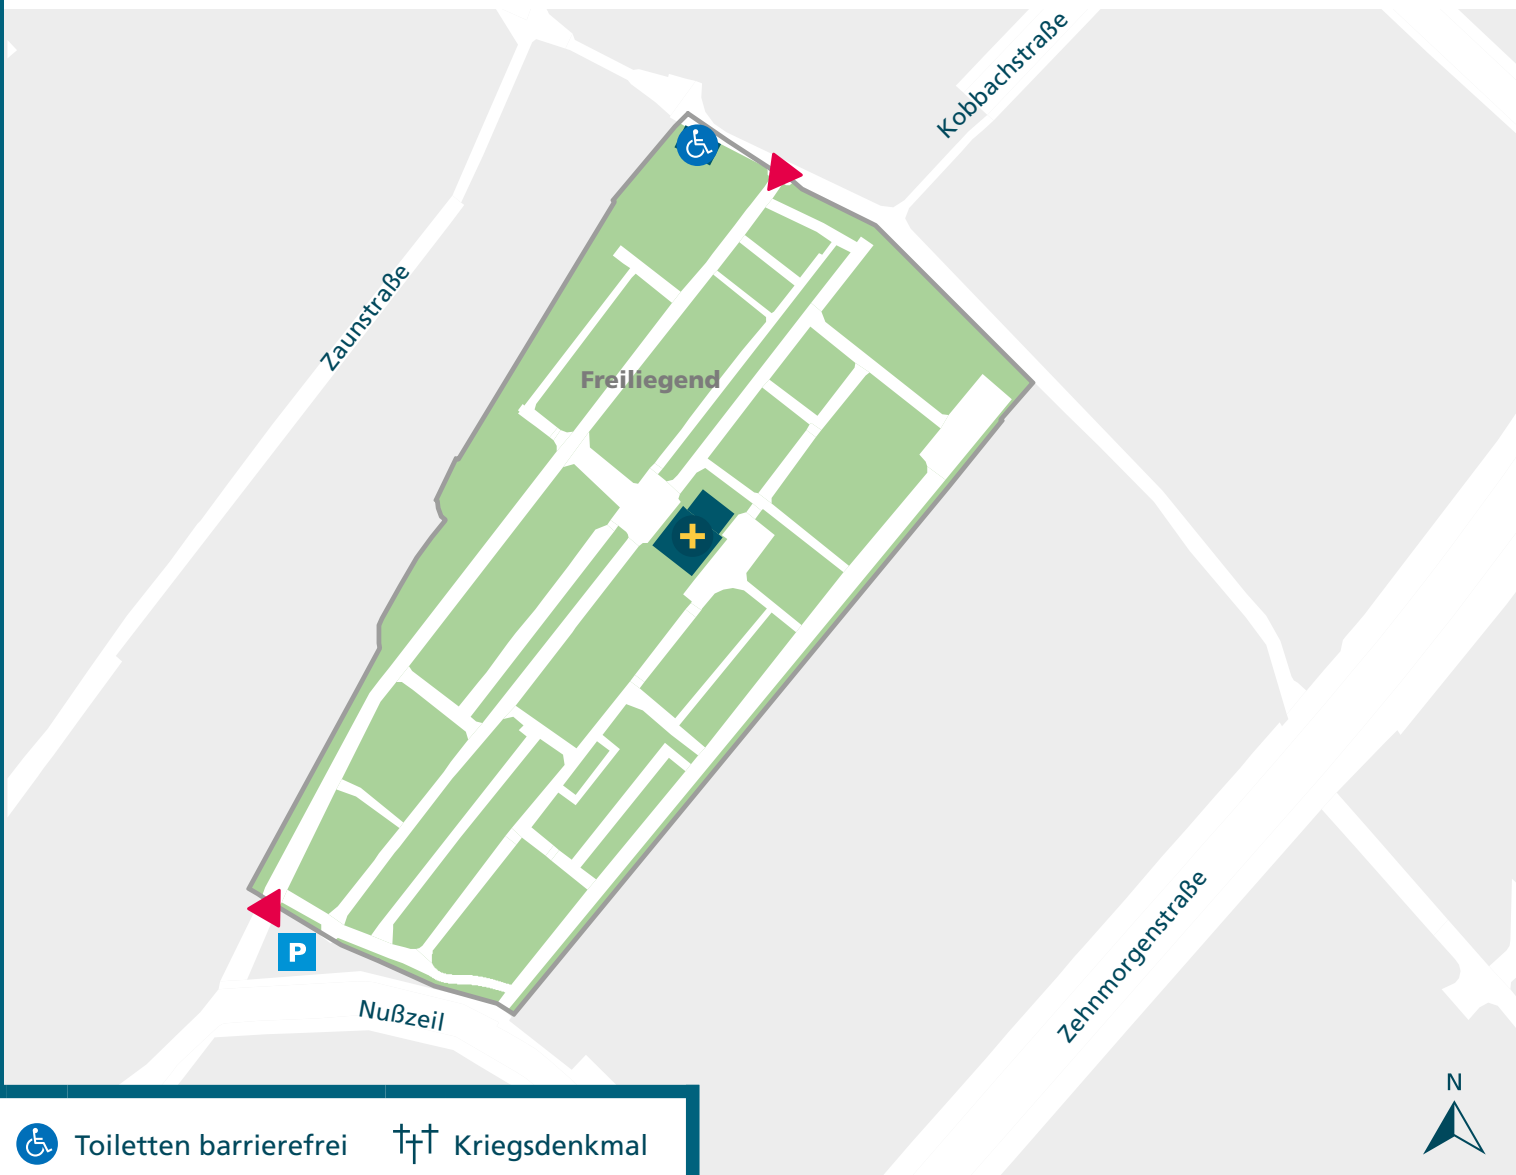 Kobbachstraße
Zaunstraße
Freiliegend
P
Nußzeil
Zehnmorgenstraße
N
Toiletten barrierefrei
Kriegsdenkmal